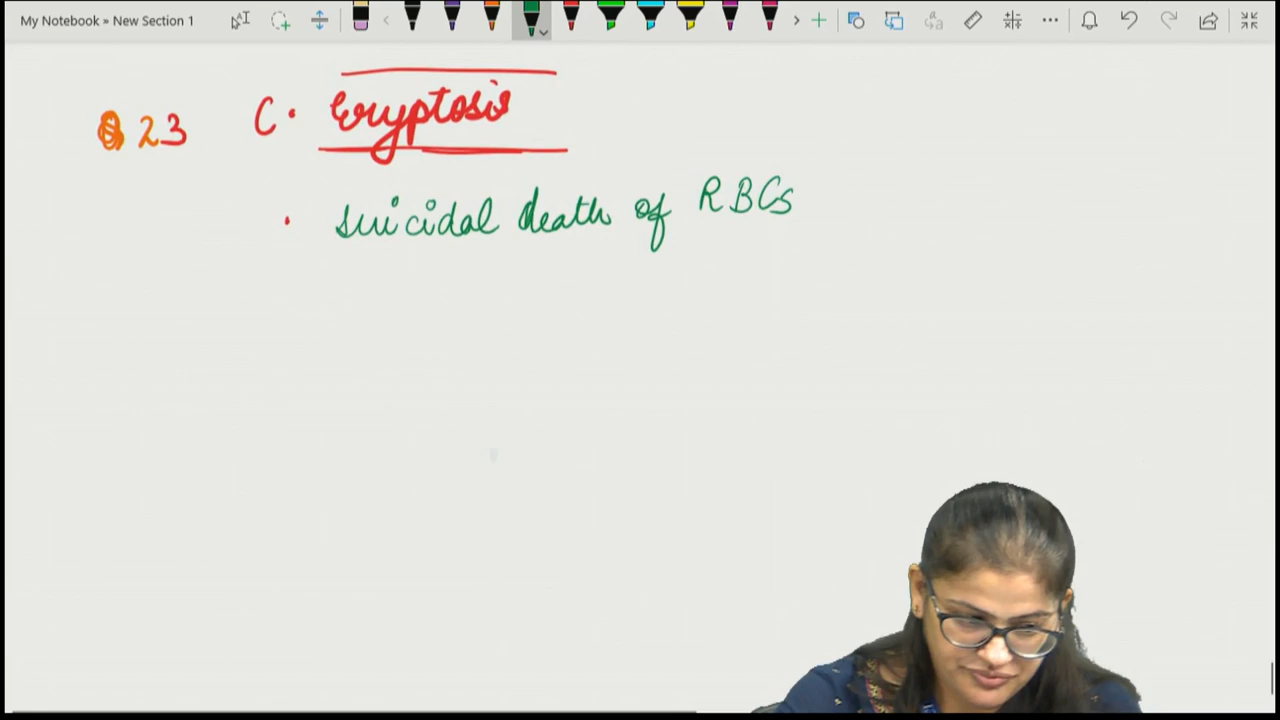 My Notebook » New Section 1
Q 23 C. Eryptosis
. suicidal death of RBCs